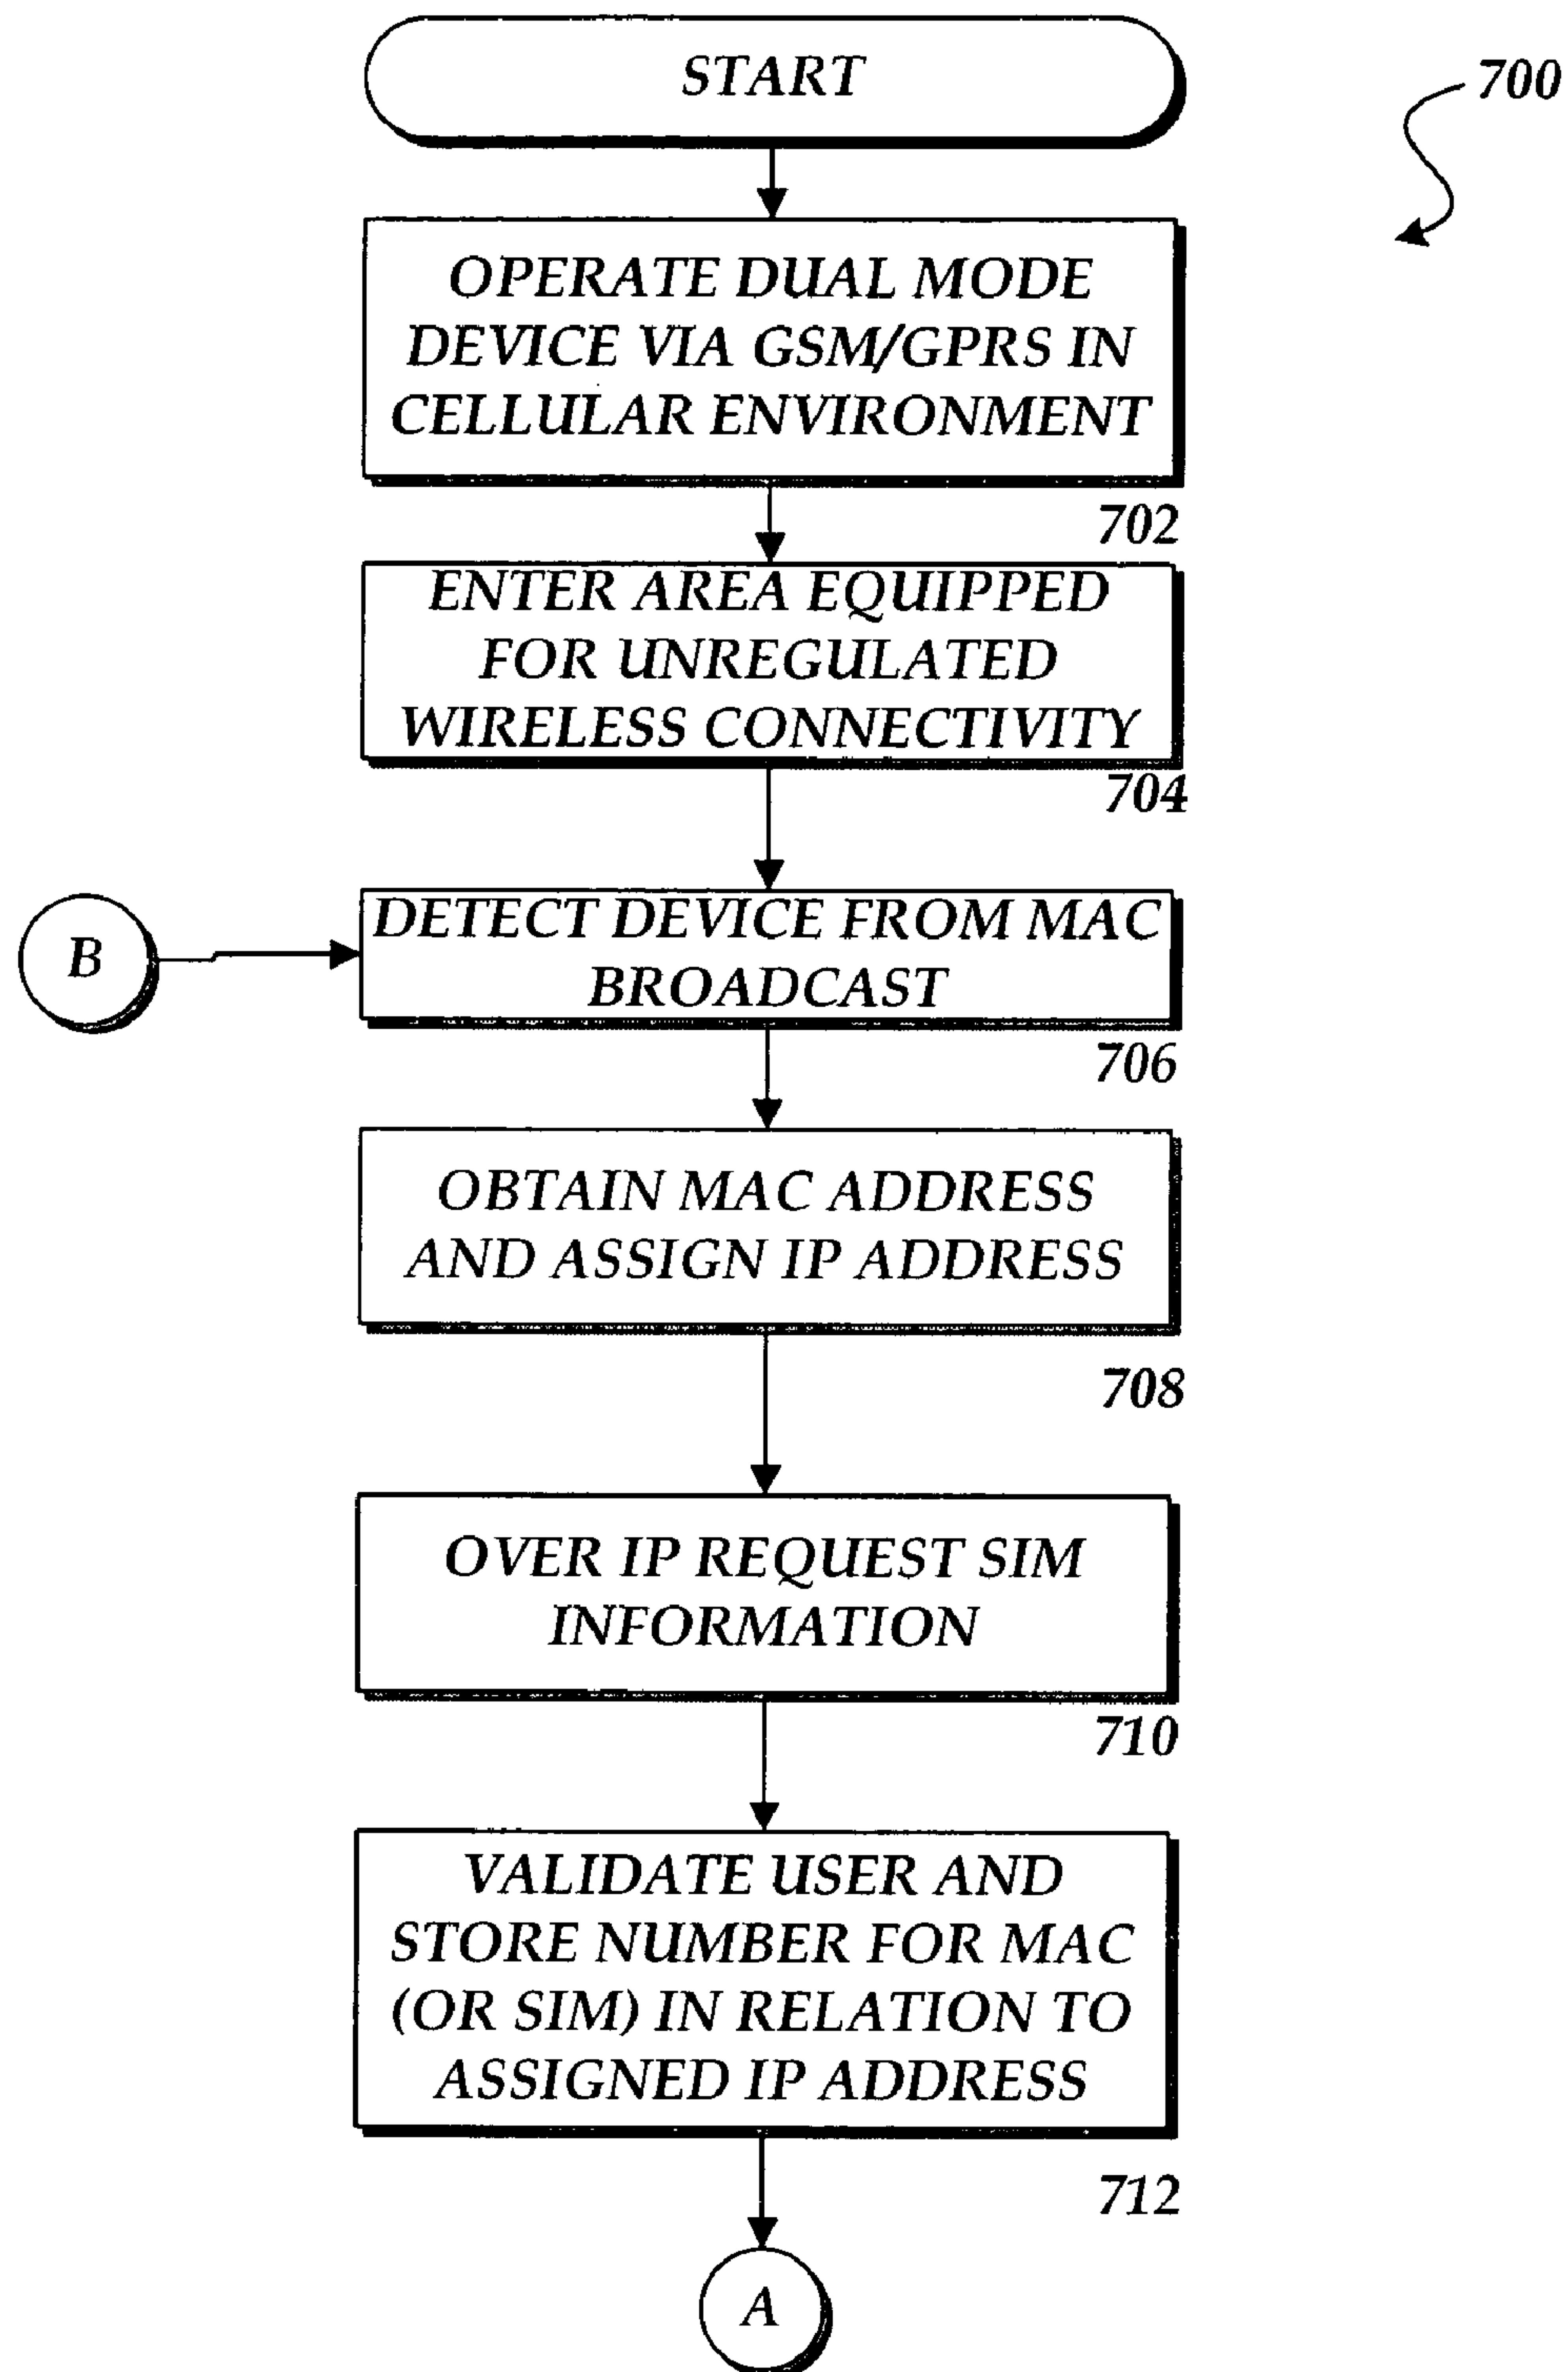 START
700
OPERATE DUAL MODE
DEVICE VIA GSM/GPRS IN
CELLULAR ENVIRONMENT
702
ENTER AREA EQUIPPED
FOR UNREGULATED
WIRELESS CONNECTIVITY
704
B
DETECT DEVICE FROM MAC
BROADCAST
706
OBTAIN MAC ADDRESS
AND ASSIGN IP ADDRESS
708
OVER IP REQUEST SIM
INFORMATION
710
VALIDATE USER AND
STORE NUMBER FOR MAC
(OR SIM) IN RELATION TO
ASSIGNED IP ADDRESS
712
A